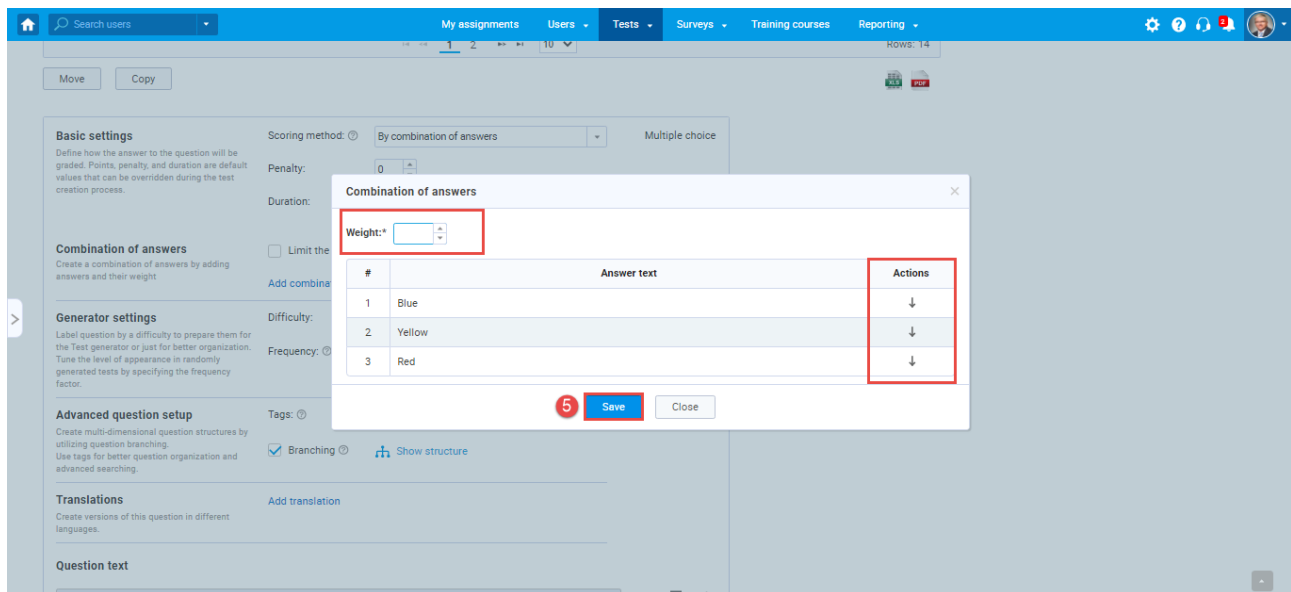 Search users
My assignments Users Tests Surveys Training courses Reporting 2
1 2 10 Rows: 14
Move Copy
XLS PDF
Basic settings Scoring method: By combination of answers Multiple choice
Define how the answer to the question will be
graded. Points, penalty, and duration are default
values that can be overridden during the test
creation process.
Penalty: 0
Duration:
Combination of answers
Weight:*
Combination of answers
Create a combination of answers by adding
answers and their weight
Limit the
Add combina
# Answer text Actions
1 Blue
2 Yellow
3 Red
Generator settings
Label question by a difficulty to prepare them for
the Test generator or just for better organization.
Tune the level of appearance in randomly
generated tests by specifying the frequency
factor.
Difficulty:
Frequency:
5 Save Close
Advanced question setup
Create multi-dimensional question structures by
utilizing question branching.
Use tags for better question organization and
advanced searching.
Tags:
Branching Show structure
Translations
Create versions of this question in different
languages.
Add translation
Question text